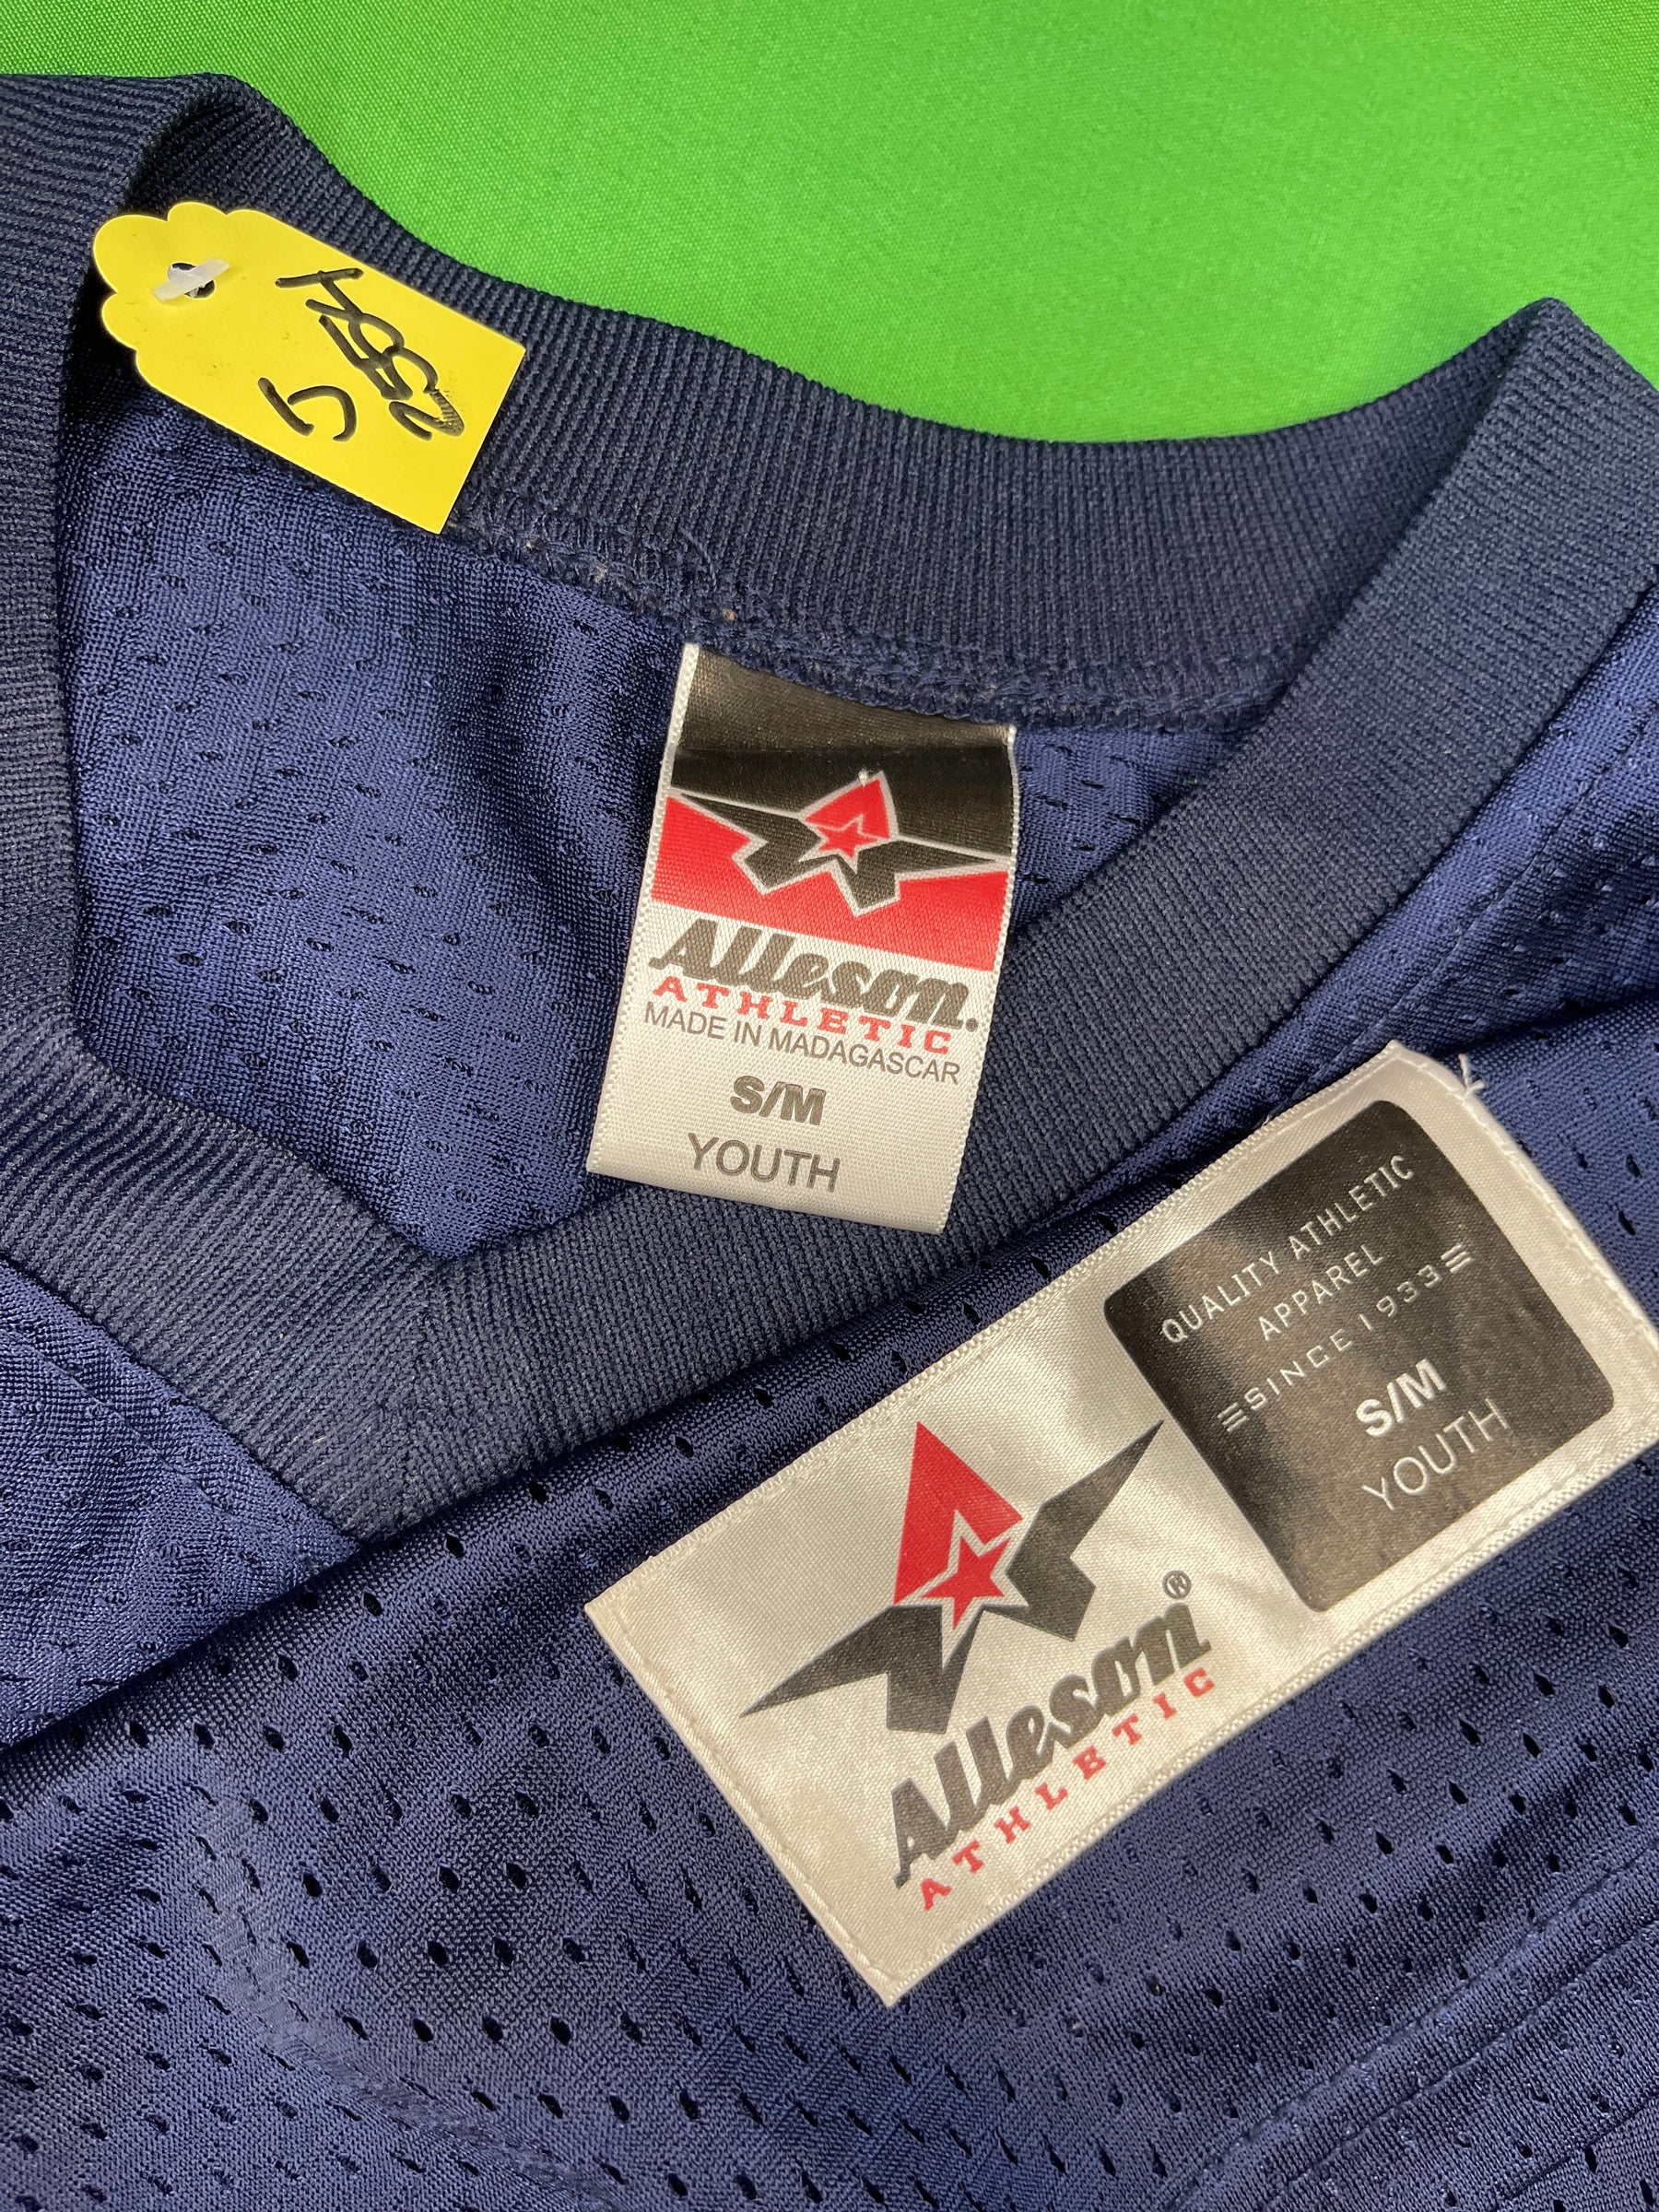 Alleson.
ATHLETIC
MADE IN MADAGASCAR
S/M
YOUTH
QUALITY ATHLETIC
APPAREL
SINCE 1933
S/M
YOUTH
Alleson®
ATHLETIC